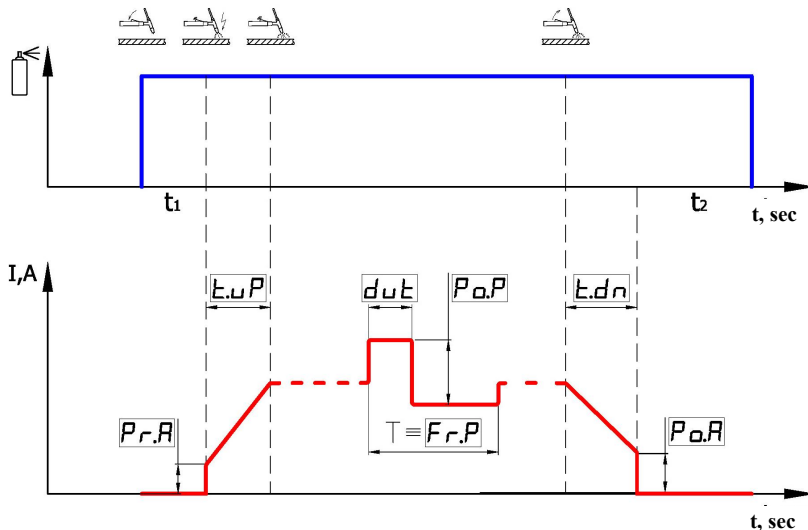 t1
t2
t, sec
I,A
t.uP
dut
Po.P
t.dn
Pr.A
T ≡ Fr.P
Po.A
t, sec